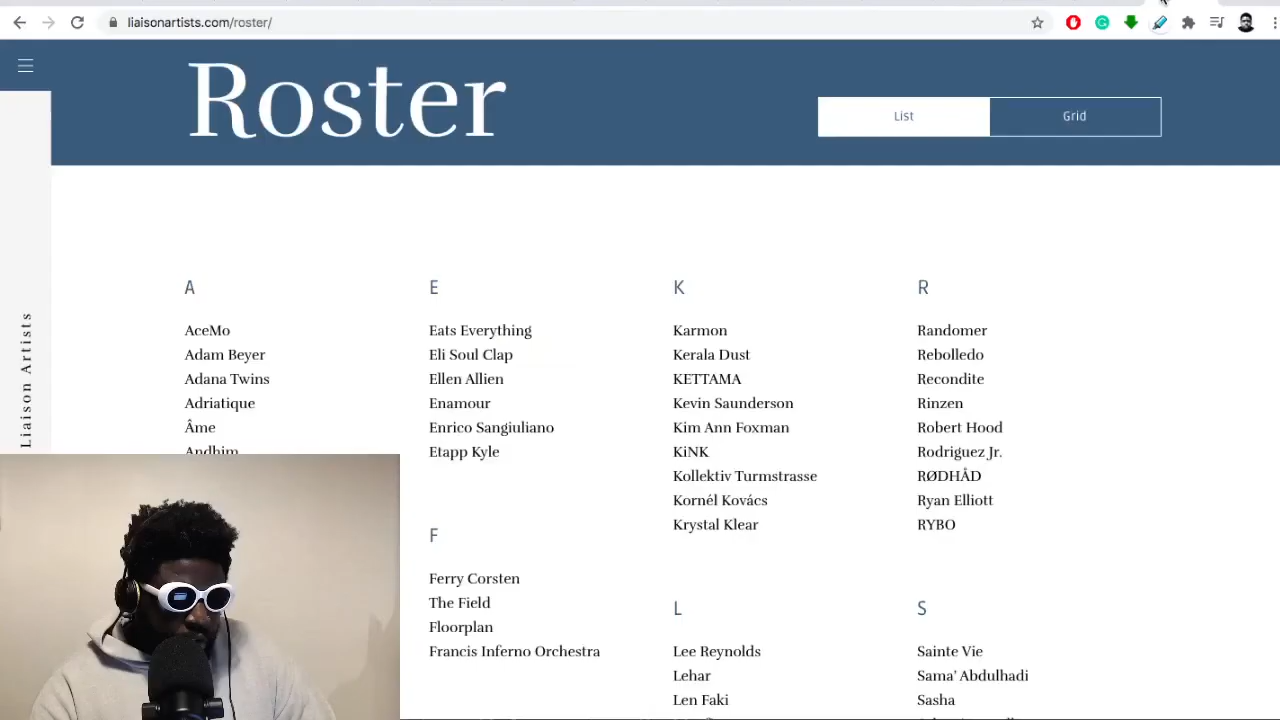 liaisonartists.com/roster/
Roster
List
Grid
Liaison Artists
A
AceMo
Adam Beyer
Adana Twins
Adriatique
Âme
Andhim
E
Eats Everything
Eli Soul Clap
Ellen Allien
Enamour
Enrico Sangiuliano
Etapp Kyle
F
Ferry Corsten
The Field
Floorplan
Francis Inferno Orchestra
K
Karmon
Kerala Dust
KETTAMA
Kevin Saunderson
Kim Ann Foxman
KiNK
Kollektiv Turmstrasse
Kornél Kovács
Krystal Klear
L
Lee Reynolds
Lehar
Len Faki
R
Randomer
Rebolledo
Recondite
Rinzen
Robert Hood
Rodriguez Jr.
RØDHÅD
Ryan Elliott
RYBO
S
Sainte Vie
Sama' Abdulhadi
Sasha